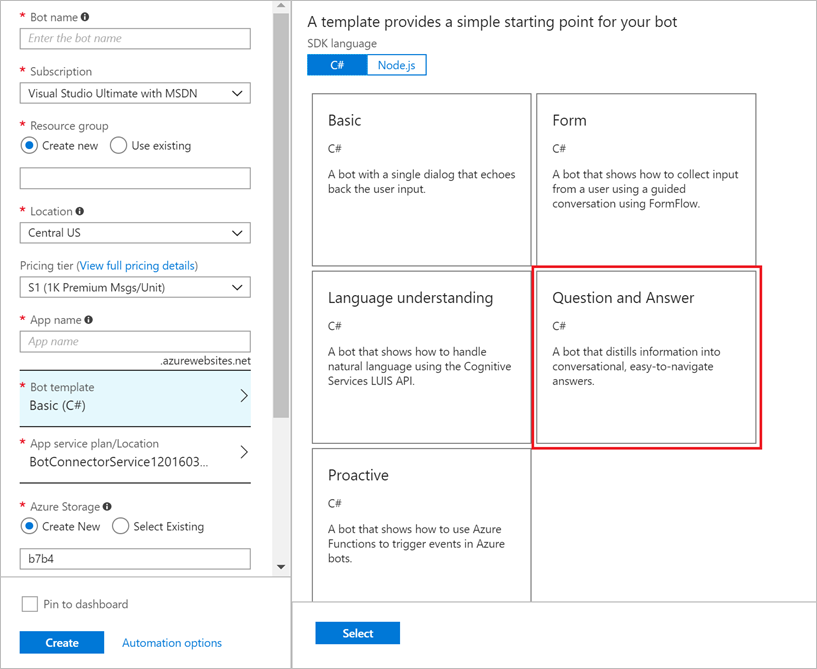 * Bot name
Enter the bot name
* Subscription
Visual Studio Ultimate with MSDN
* Resource group
Create new
Use existing
* Location
Central US
Pricing tier (View full pricing details)
S1 (1K Premium Msgs/Unit)
* App name
App name
.azurewebsites.net
* Bot template
Basic (C#)
* App service plan/Location
BotConnectorService1201603...
* Azure Storage
Create New
Select Existing
b7b4
Pin to dashboard
Create
Automation options
A template provides a simple starting point for your bot
SDK language
C#
Node.js
Basic
C#
A bot with a single dialog that echoes
back the user input.
Form
C#
A bot that shows how to collect input
from a user using a guided
conversation using FormFlow.
Language understanding
C#
A bot that shows how to handle
natural language using the Cognitive
Services LUIS API.
Question and Answer
C#
A bot that distills information into
conversational, easy-to-navigate
answers.
Proactive
C#
A bot that shows how to use Azure
Functions to trigger events in Azure
bots.
Select